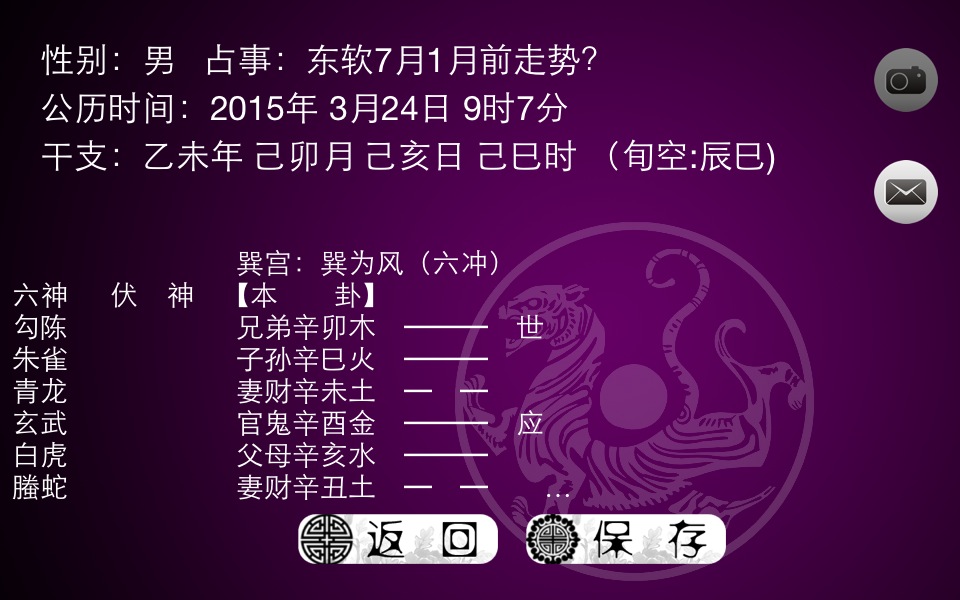 性别：男 占事：东软7月1月前走势？
公历时间：2015年 3月24日 9时7分
干支：乙未年 己卯月 己亥日 己巳时 （旬空:辰巳)
巽宫：巽为风（六冲）
六神 伏 神 【本 卦】
勾陈 兄弟辛卯木 世
朱雀 子孙辛巳火
青龙 妻财辛未土
玄武 官鬼辛酉金 应
白虎 父母辛亥水
螣蛇 妻财辛丑土 …
返回 保存